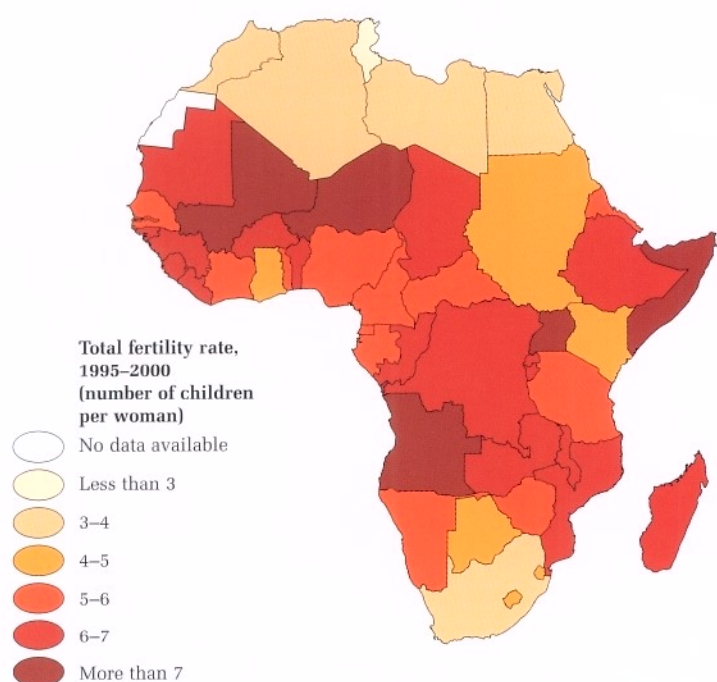 Total fertility rate,
1995–2000
(number of children
per woman)
No data available
Less than 3
3–4
4–5
5–6
6–7
More than 7